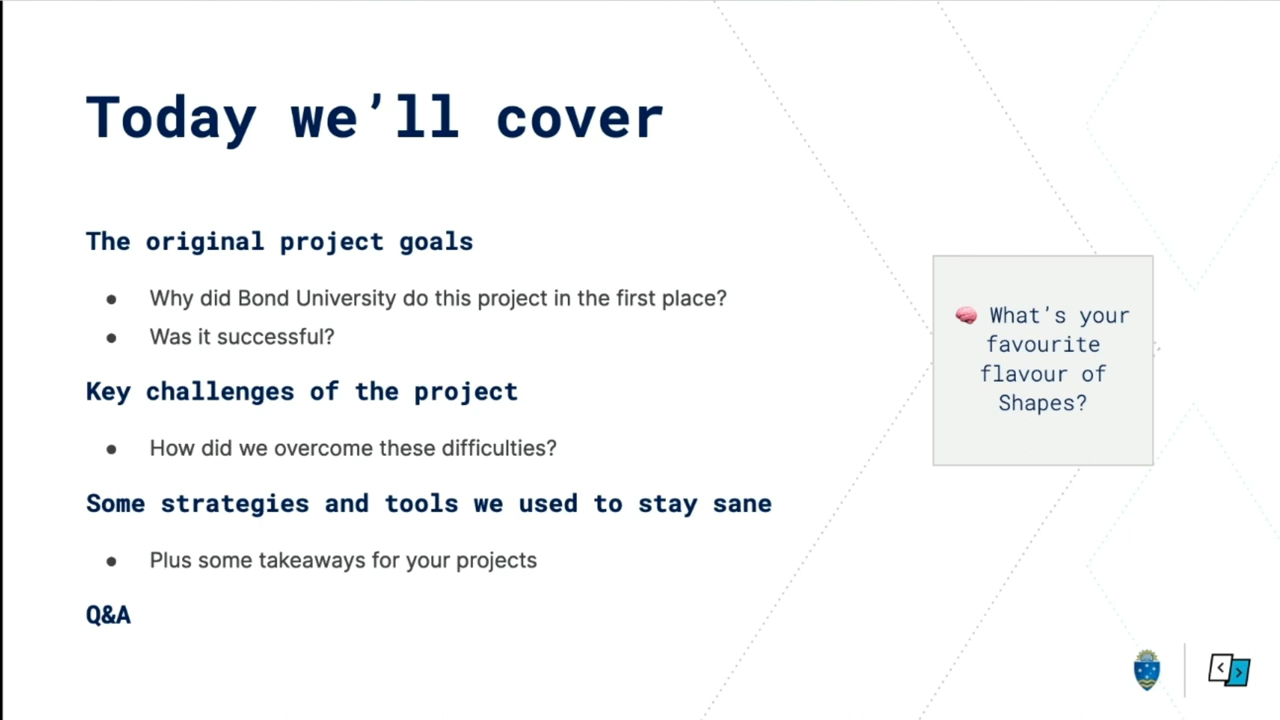 Today we’ll cover
The original project goals
● Why did Bond University do this project in the first place?
● Was it successful?
Key challenges of the project
● How did we overcome these difficulties?
Some strategies and tools we used to stay sane
● Plus some takeaways for your projects
Q&A
🧠 What’s your
favourite
flavour of
Shapes?